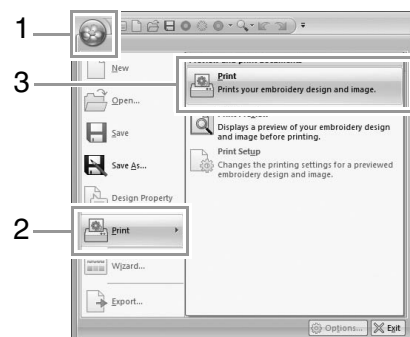 1
3
2
New
Open...
Save
Save As...
Design Property
Print
Wizard...
Export...
Print
Prints your embroidery design and image.
Displays a preview of your embroidery design
and image before printing.
Print Setup
Changes the printing settings for a previewed
embroidery design and image.
Options...
Exit